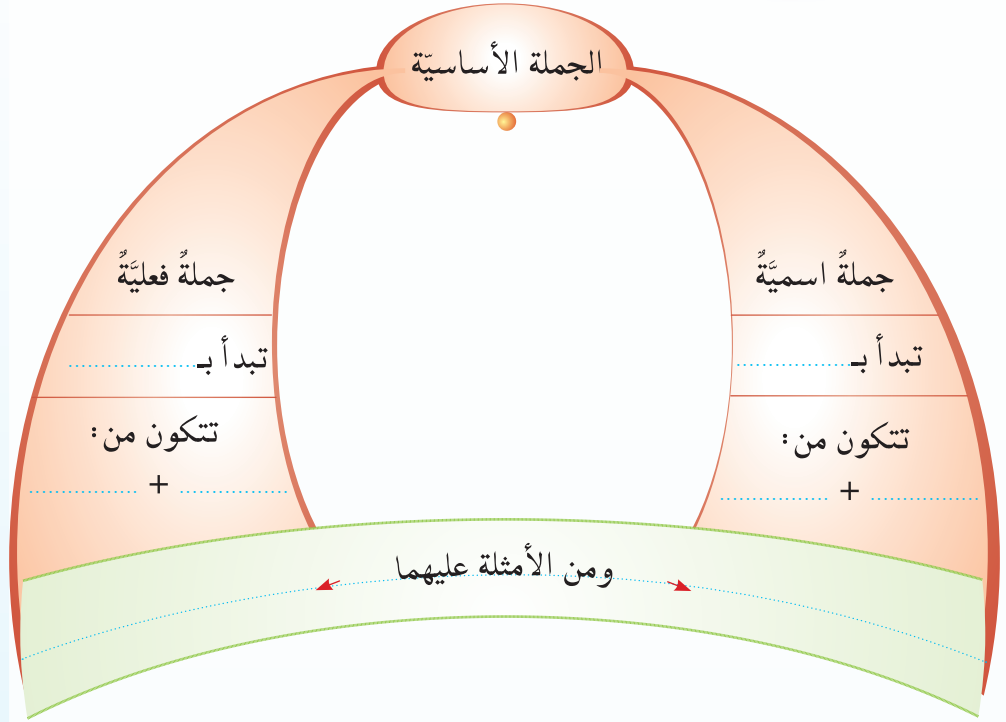 الجملة الأساسيّة
جملةٌ اسميَّةٌ
تبدأ بـ..................
تتكون من:
.................. + ..................
جملةٌ فعليَّةٌ
تبدأ بـ..................
تتكون من:
.................. + ..................
ومن الأمثلة عليهما